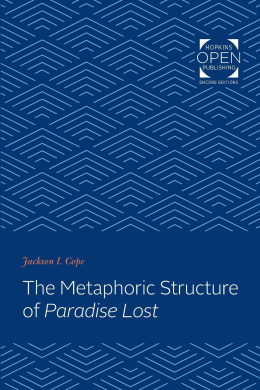 HOPKINS
OPEN
PUBLISHING
ENCORE EDITIONS
Jackson I. Cope
The Metaphoric Structure
of Paradise Lost